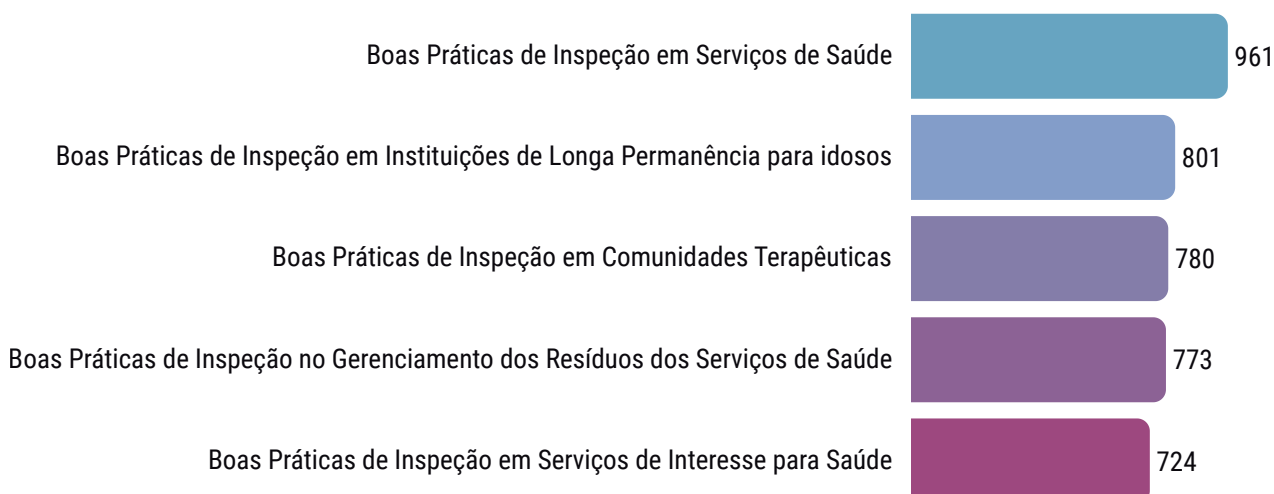 Boas Práticas de Inspeção em Serviços de Saúde 961
Boas Práticas de Inspeção em Instituições de Longa Permanência para idosos 801
Boas Práticas de Inspeção em Comunidades Terapêuticas 780
Boas Práticas de Inspeção no Gerenciamento dos Resíduos dos Serviços de Saúde 773
Boas Práticas de Inspeção em Serviços de Interesse para Saúde 724